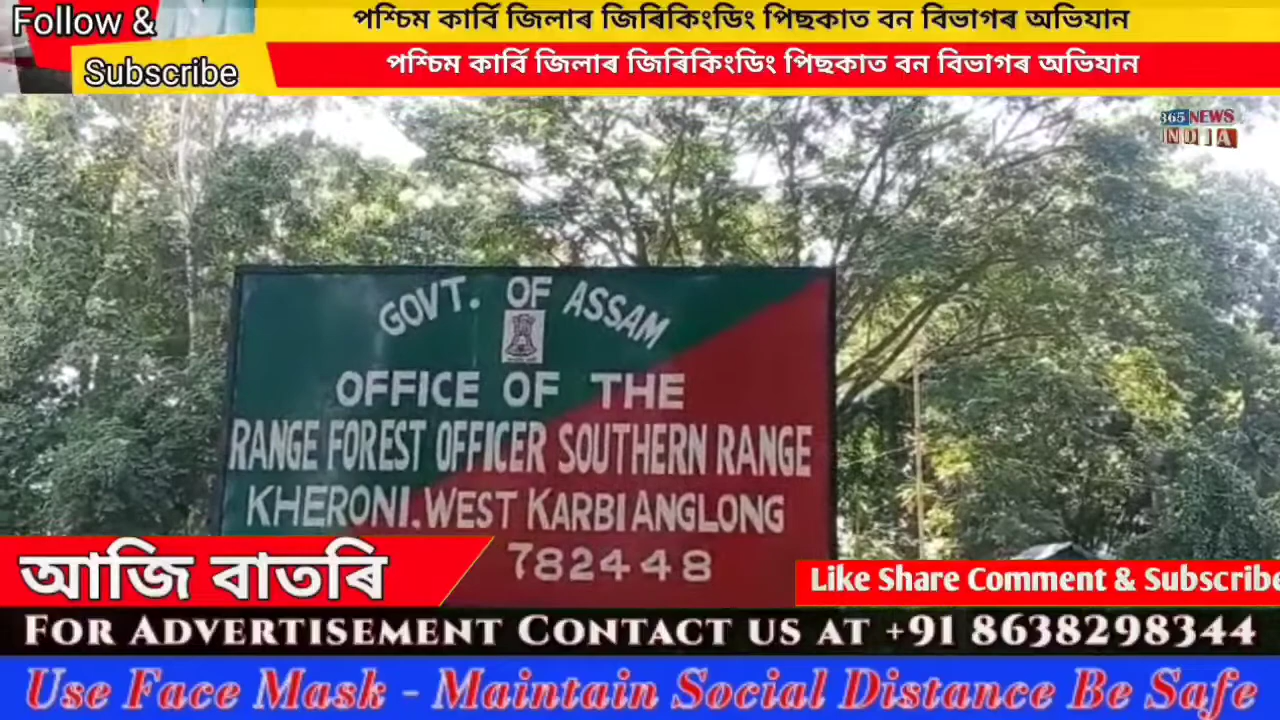 Follow &
Subscribe
পশ্চিম কাৰ্বি জিলাৰ জিৰিকিংডিং পিছকাত বন বিভাগৰ অভিযান
পশ্চিম কাৰ্বি জিলাৰ জিৰিকিংডিং পিছকাত বন বিভাগৰ অভিযান
365 NEWS
INDIA
GOVT. OF ASSAM
OFFICE OF THE
RANGE FOREST OFFICER SOUTHERN RANGE
KHERONI. WEST KARBI ANGLONG
782448
আজি বাতৰি
Like Share Comment & Subscribe
FOR ADVERTISEMENT CONTACT US AT +91 8638298344
Use Face Mask - Maintain Social Distance Be Safe